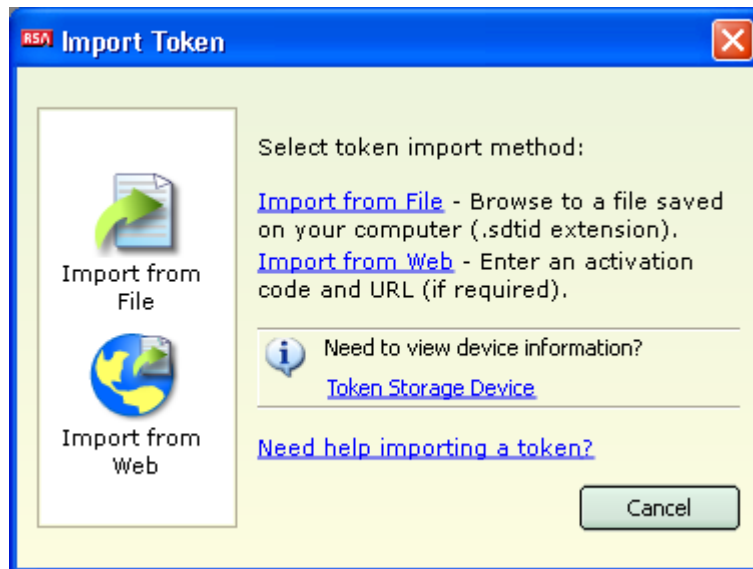 RSA Import Token
Select token import method:
Import from File - Browse to a file saved
on your computer (.sdtid extension).
Import from Web - Enter an activation
code and URL (if required).
Import from
File
Import from
Web
Need to view device information?
Token Storage Device
Need help importing a token?
Cancel